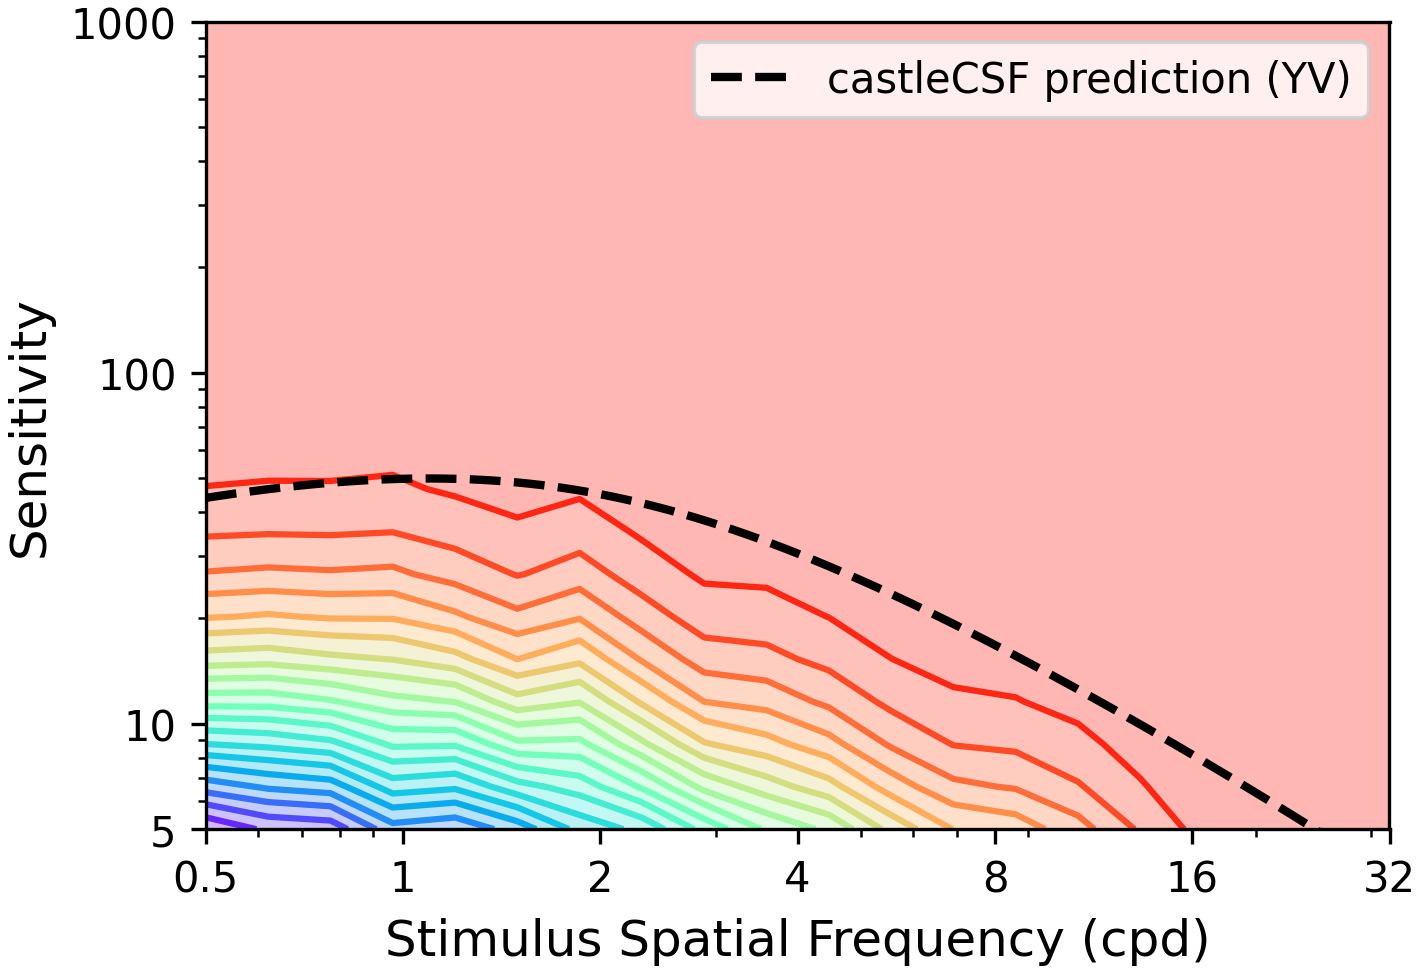 1000
100
10
5
Sensitivity
castleCSF prediction (YV)
0.5 1 2 4 8 16 32
Stimulus Spatial Frequency (cpd)